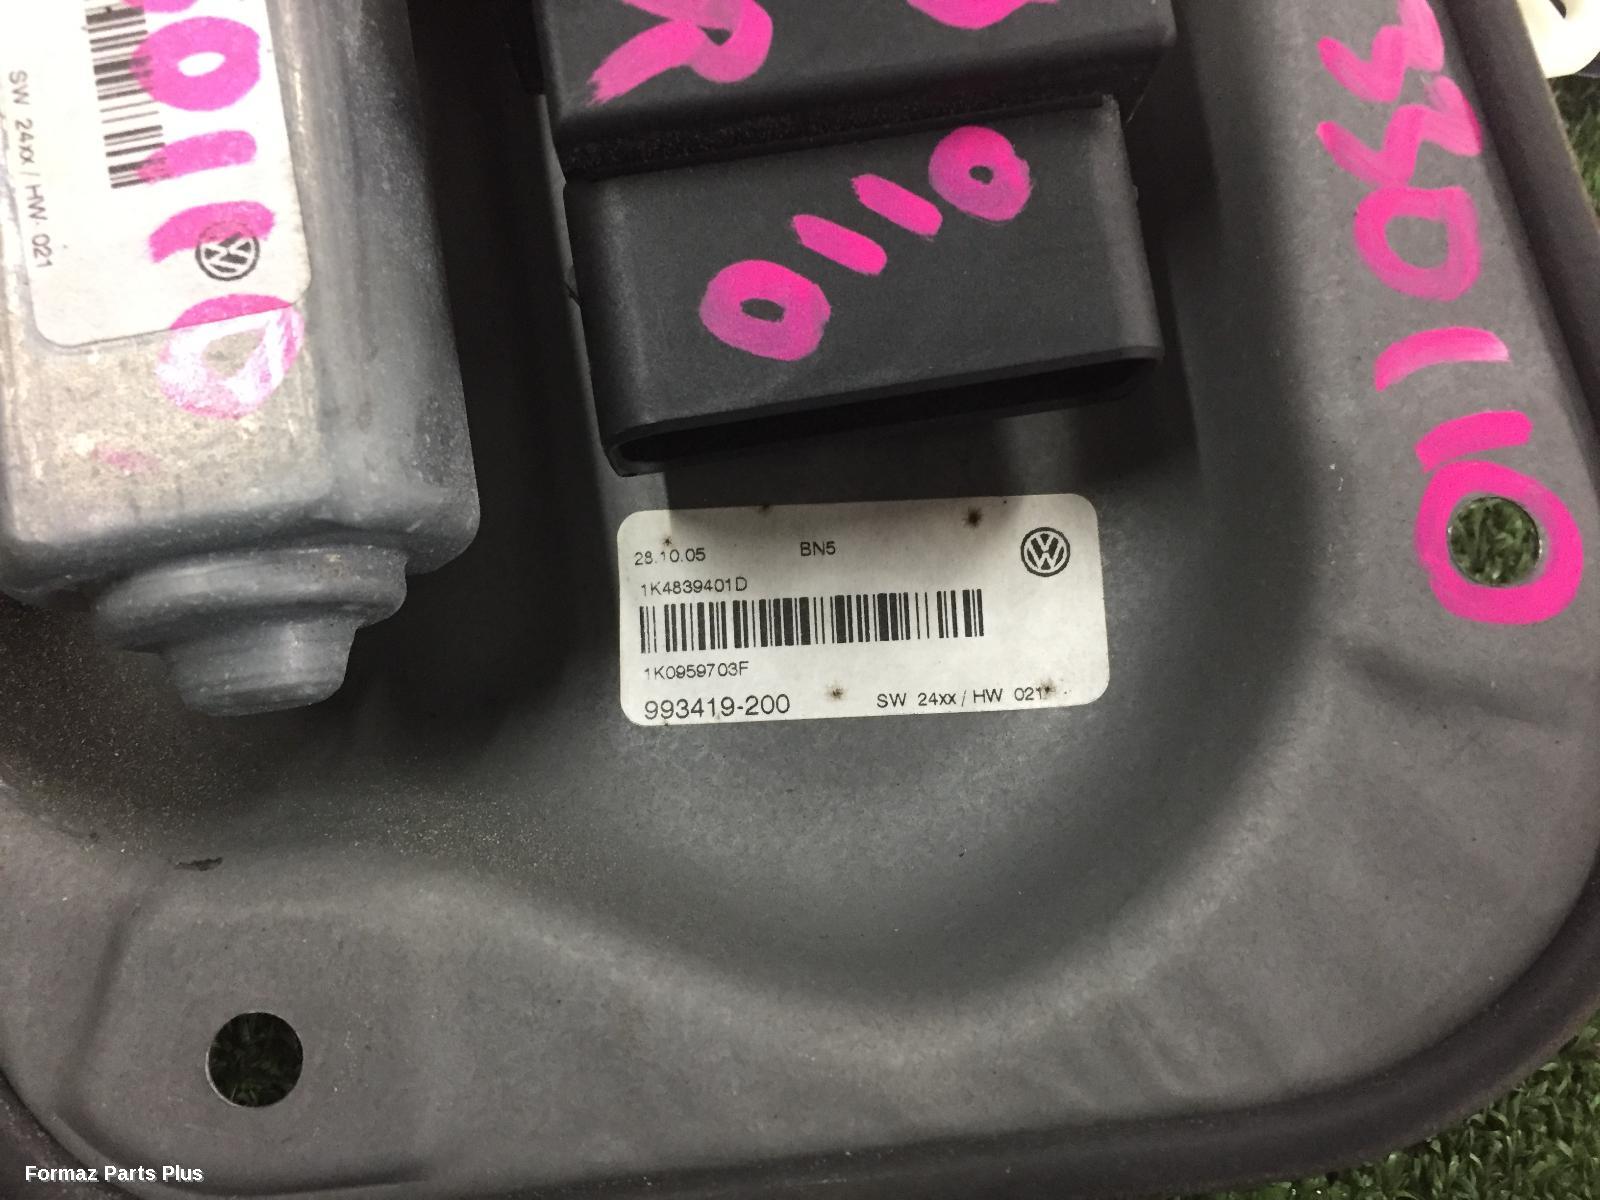 SW 24xx / HW 021
0110
R
0110
330110
28.10.05 BN5
1K4839401D
1K0959703F
993419-200 SW 24xx / HW 021
Formaz Parts Plus